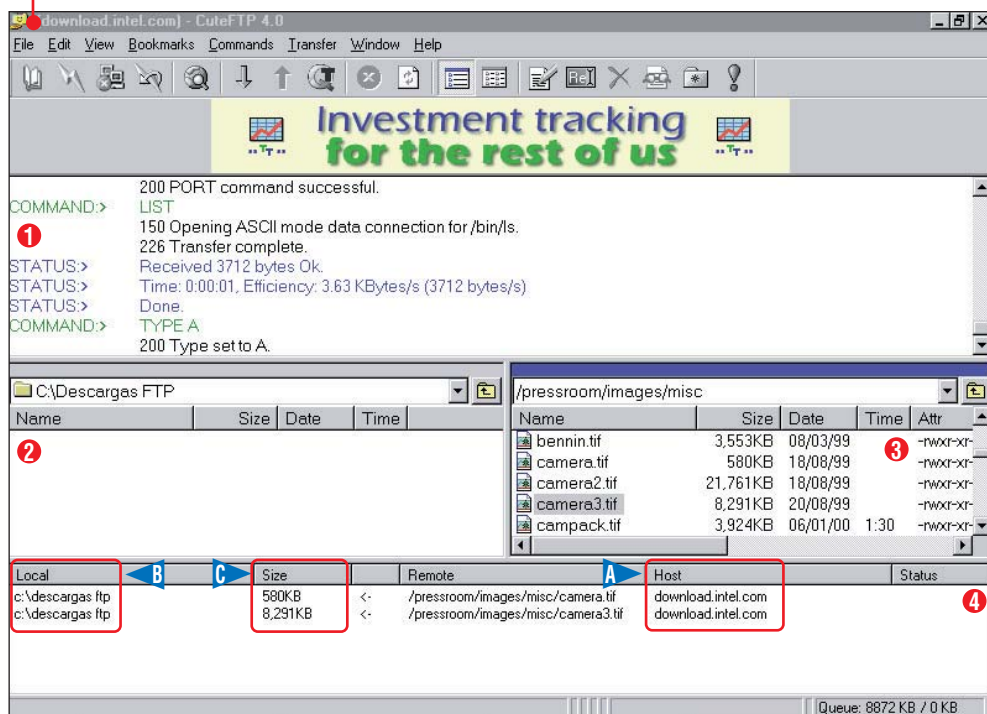 download.intel.com) - CuteFTP 4.0
File Edit View Bookmarks Commands Transfer Window Help
ReI
Investment tracking
for the rest of us
TT TT
200 PORT command successful.
COMMAND:> LIST
1
150 Opening ASCII mode data connection for /bin/ls.
226 Transfer complete.
STATUS:> Received 3712 bytes Ok.
STATUS:> Time: 0:00:01, Efficiency: 3.63 KBytes/s (3712 bytes/s)
STATUS:> Done.
COMMAND:> TYPE A
200 Type set to A.
C:\Descargas FTP
Name Size Date Time
2
/pressroom/images/misc
Name Size Date Time Attr
3
bennin.tif 3,553KB 08/03/99 -rwxr-xr-
camera.tif 580KB 18/08/99 -rwxr-xr-
camera2.tif 21,761KB 18/08/99 -rwxr-xr-
camera3.tif 8,291KB 20/08/99 -rwxr-xr-
campack.tif 3,924KB 06/01/00 1:30 -rwxr-xr-
Local B C Size Remote A Host Status
c:\descargas ftp 580KB <- /pressroom/images/misc/camera.tif download.intel.com
4
c:\descargas ftp 8,291KB <- /pressroom/images/misc/camera3.tif download.intel.com
Queue: 8872 KB / 0 KB